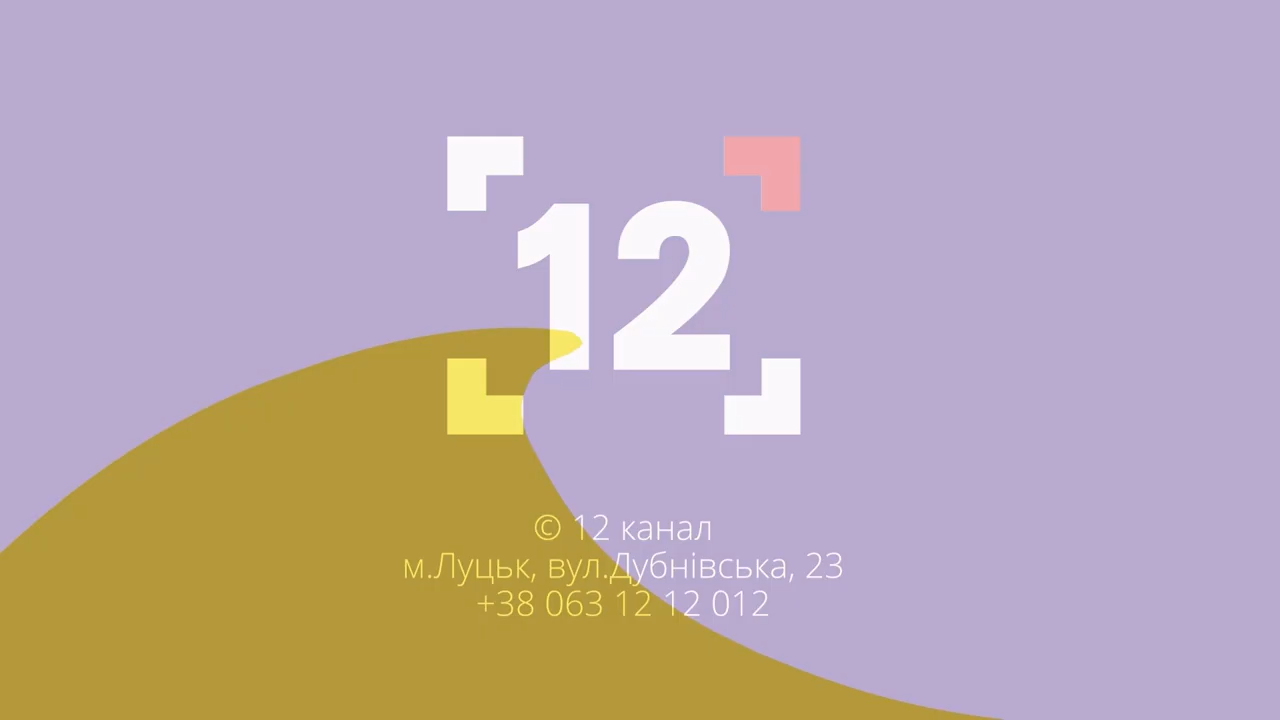 12
© 12 канал
м.Луцьк, вул.Дубнівська, 23
+38 063 12 12 012